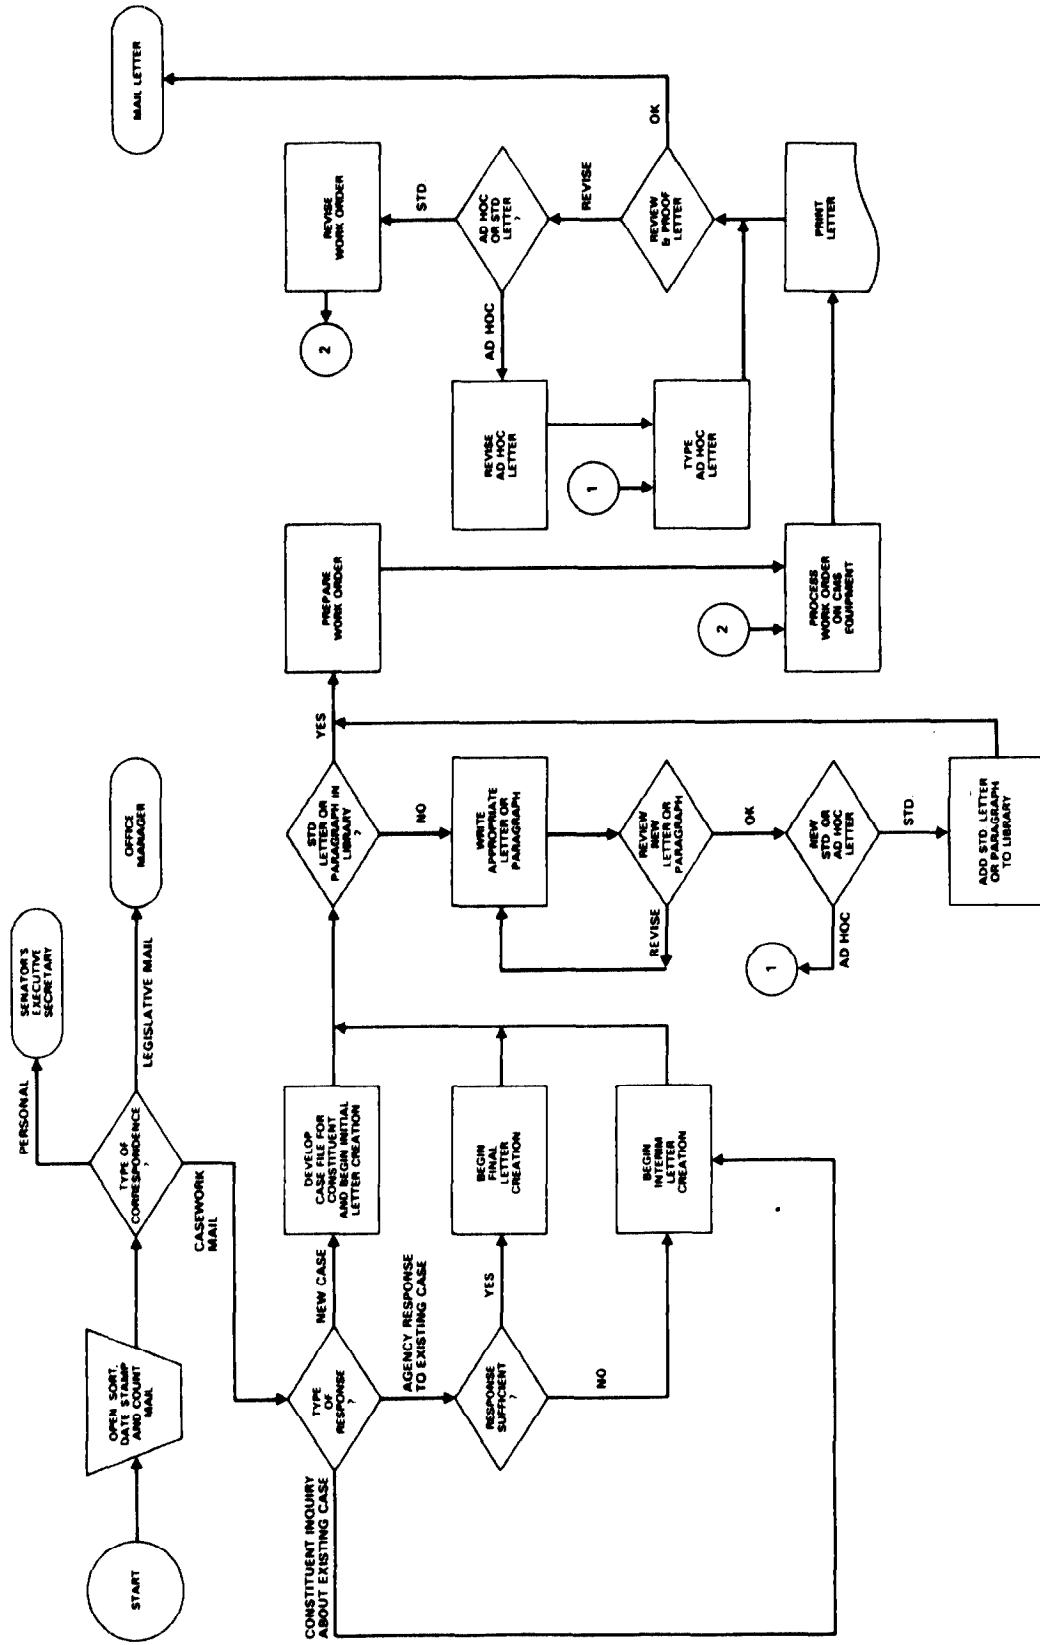 START
OPEN SORT,
DATE STAMP
AND COUNT
MAIL
TYPE OF
CORRESPONDENCE
?
PERSONAL
SENATOR'S
EXECUTIVE
SECRETARY
LEGISLATIVE MAIL
OFFICE
MANAGER
CASEWORK
MAIL
TYPE
OF
RESPONSE
?
NEW CASE
DEVELOP
CASE FILE FOR
CONSTITUENT
AND BEGIN INITIAL
LETTER CREATION
AGENCY RESPONSE
TO EXISTING CASE
RESPONSE
SUFFICIENT
?
YES
BEGIN
FINAL
LETTER
CREATION
NO
BEGIN
INTERIM
LETTER
CREATION
CONSTITUENT INQUIRY
ABOUT EXISTING CASE
STD
LETTER OR
PARAGRAPH IN
LIBRARY
?
YES
NO
WRITE
APPROPRIATE
LETTER OR
PARAGRAPH
REVIEW
NEW
LETTER OR
PARAGRAPH
REVISE
OK
NEW
STD OR
AD HOC
LETTER
AD HOC
1
STD
ADD STD LETTER
OR PARAGRAPH
TO LIBRARY
PREPARE
WORK ORDER
2
PROCESS
WORK ORDER
ON CMS
EQUIPMENT
PRINT
LETTER
REVIEW
& PROOF
LETTER
OK
MAIL LETTER
REVISE
AD HOC
OR STD
LETTER
?
STD
REVISE
WORK ORDER
2
AD HOC
REVISE
AD HOC
LETTER
1
TYPE
AD HOC
LETTER